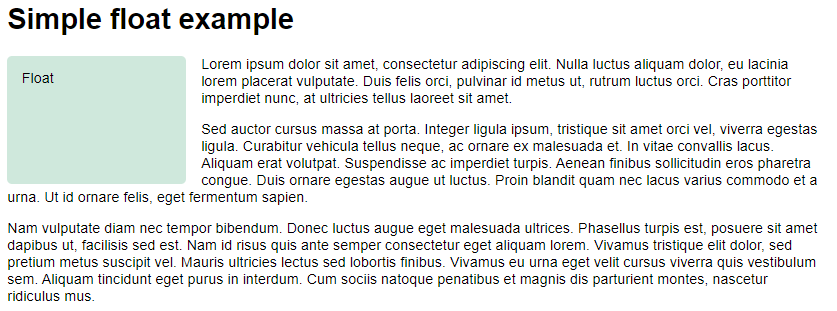 Simple float example
Float
Lorem ipsum dolor sit amet, consectetur adipiscing elit. Nulla luctus aliquam dolor, eu lacinia
lorem placerat vulputate. Duis felis orci, pulvinar id metus ut, rutrum luctus orci. Cras porttitor
imperdiet nunc, at ultricies tellus laoreet sit amet.
Sed auctor cursus massa at porta. Integer ligula ipsum, tristique sit amet orci vel, viverra egestas
ligula. Curabitur vehicula tellus neque, ac ornare ex malesuada et. In vitae convallis lacus.
Aliquam erat volutpat. Suspendisse ac imperdiet turpis. Aenean finibus sollicitudin eros pharetra
congue. Duis ornare egestas augue ut luctus. Proin blandit quam nec lacus varius commodo et a
urna. Ut id ornare felis, eget fermentum sapien.
Nam vulputate diam nec tempor bibendum. Donec luctus augue eget malesuada ultrices. Phasellus turpis est, posuere sit amet
dapibus ut, facilisis sed est. Nam id risus quis ante semper consectetur eget aliquam lorem. Vivamus tristique elit dolor, sed
pretium metus suscipit vel. Mauris ultricies lectus sed lobortis finibus. Vivamus eu urna eget velit cursus viverra quis vestibulum
sem. Aliquam tincidunt eget purus in interdum. Cum sociis natoque penatibus et magnis dis parturient montes, nascetur
ridiculus mus.